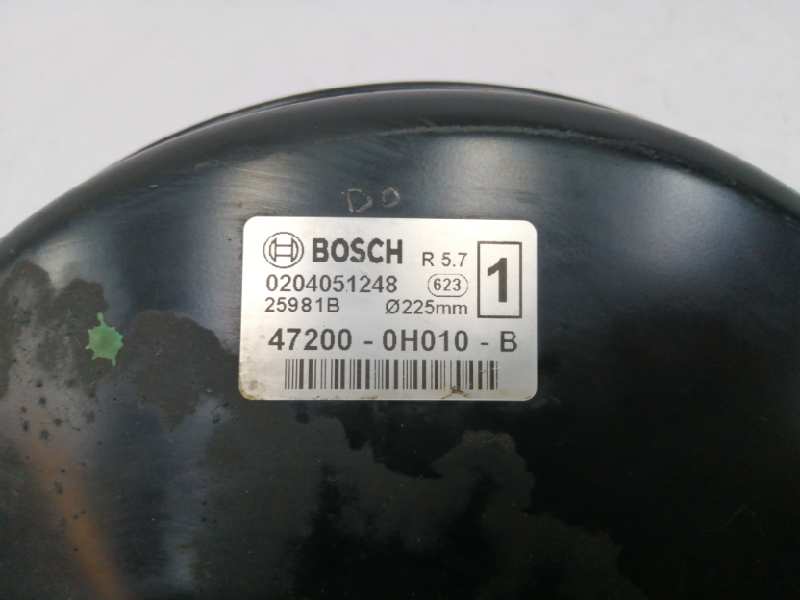 DO
BOSCH R 5.7 1
0204051248 623
25981B Ø225mm
47200 - 0H010 - B